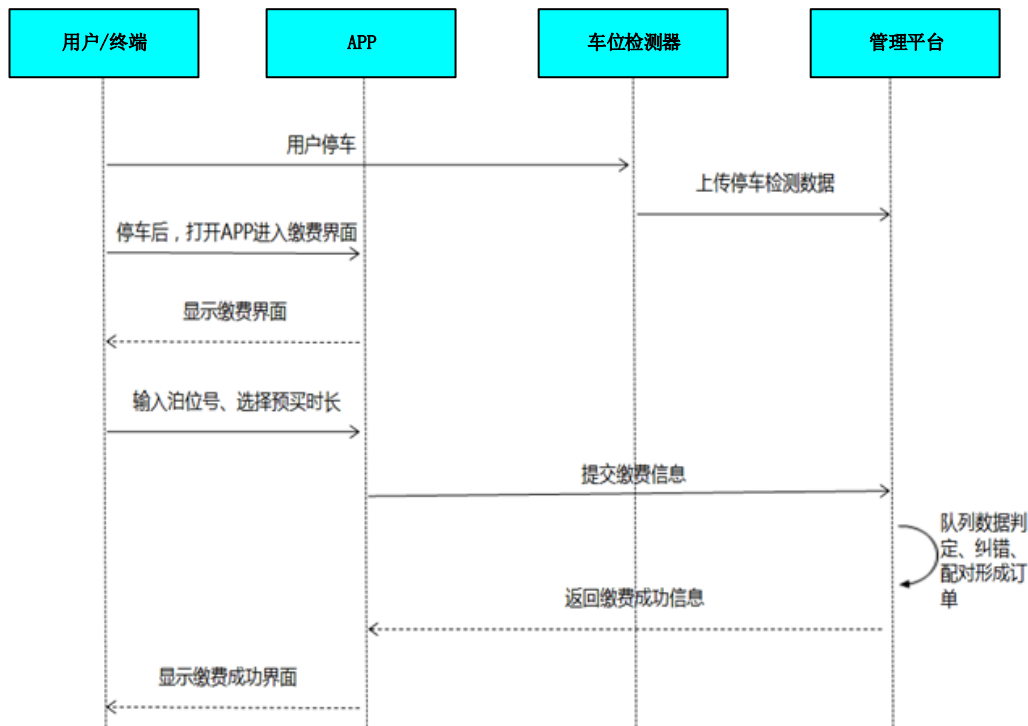 用户/终端
APP
车位检测器
管理平台
用户停车
上传停车检测数据
停车后，打开APP进入缴费界面
显示缴费界面
输入泊位号、选择预买时长
提交缴费信息
队列数据判
定、纠错、
配对形成订
单
返回缴费成功信息
显示缴费成功界面